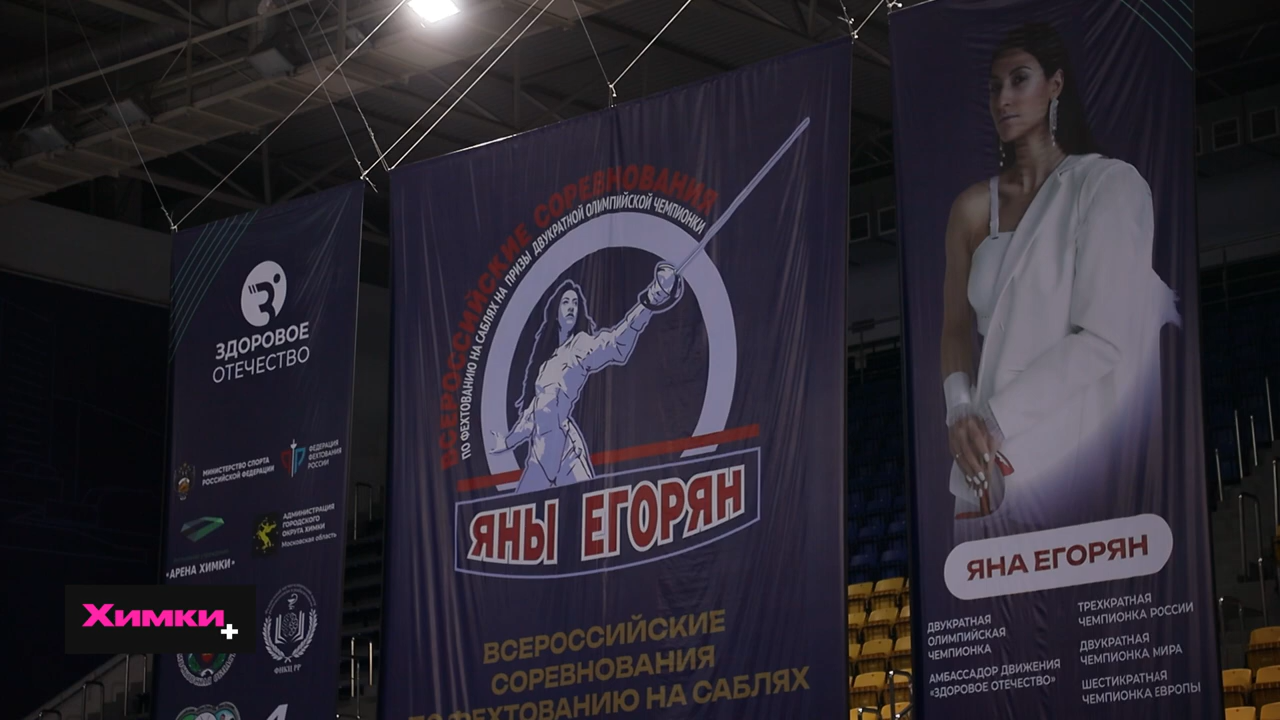 ЗДОРОВОЕ
ОТЕЧЕСТВО
МИНИСТЕРСТВО СПОРТА
РОССИЙСКОЙ ФЕДЕРАЦИИ
ФЕДЕРАЦИЯ
ФЕХТОВАНИЯ
РОССИИ
АДМИНИСТРАЦИЯ
ГОРОДСКОГО
ОКРУГА ХИМКИ
Московская область
«АРЕНА ХИМКИ»
ФНКЦ РР
Химки+
ВСЕРОССИЙСКИЕ СОРЕВНОВАНИЯ
ПО ФЕХТОВАНИЮ НА САБЛЯХ НА ПРИЗЫ ДВУКРАТНОЙ ОЛИМПИЙСКОЙ ЧЕМПИОНКИ
ЯНЫ ЕГОРЯН
ВСЕРОССИЙСКИЕ
СОРЕВНОВАНИЯ
ПО ФЕХТОВАНИЮ НА САБЛЯХ
ЯНА ЕГОРЯН
ДВУКРАТНАЯ
ОЛИМПИЙСКАЯ
ЧЕМПИОНКА
АМБАССАДОР ДВИЖЕНИЯ
«ЗДОРОВОЕ ОТЕЧЕСТВО»
ТРЕХКРАТНАЯ
ЧЕМПИОНКА РОССИИ
ДВУКРАТНАЯ
ЧЕМПИОНКА МИРА
ШЕСТИКРАТНАЯ
ЧЕМПИОНКА ЕВРОПЫ